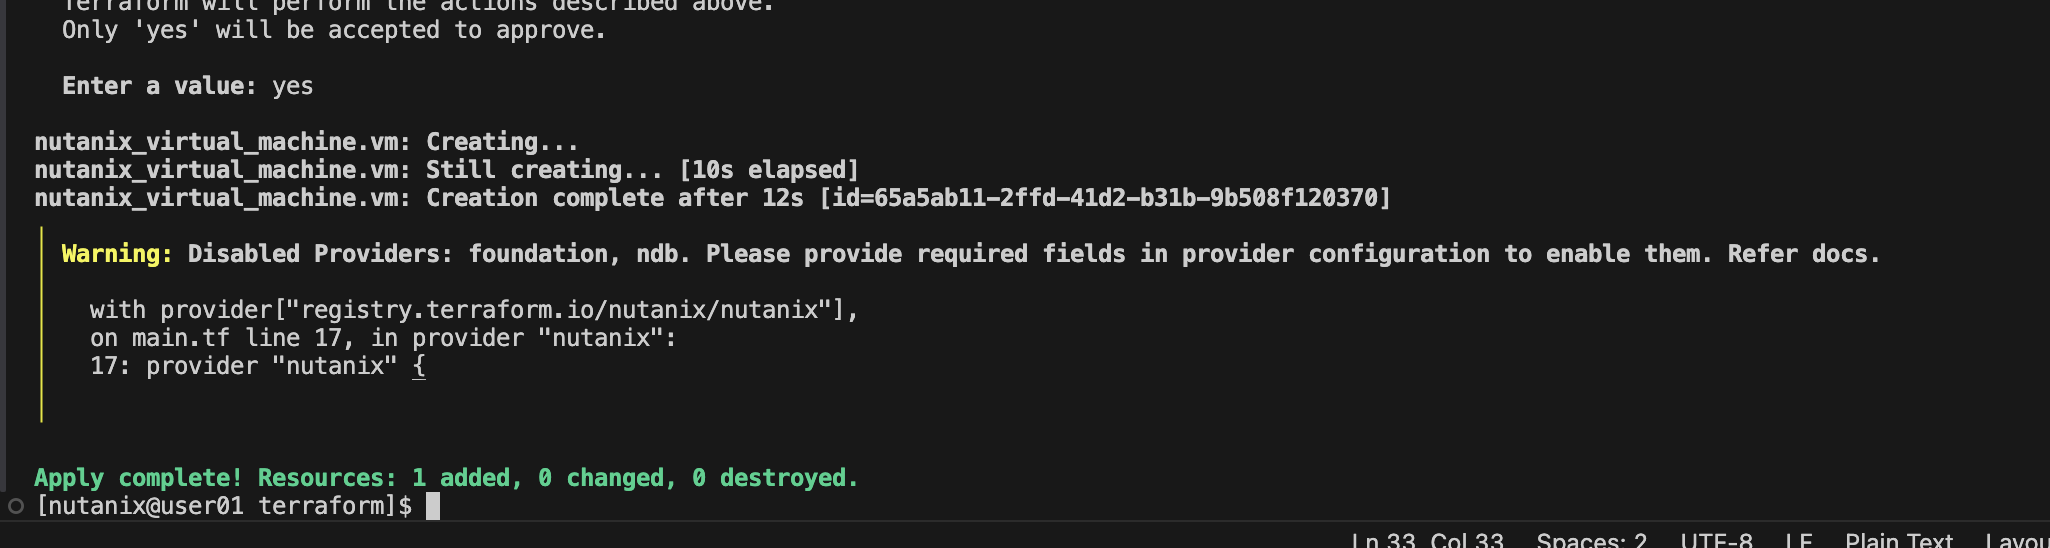 Terraform will perform the actions described above.
Only 'yes' will be accepted to approve.
Enter a value: yes
nutanix_virtual_machine.vm: Creating...
nutanix_virtual_machine.vm: Still creating... [10s elapsed]
nutanix_virtual_machine.vm: Creation complete after 12s [id=65a5ab11-2ffd-41d2-b31b-9b508f120370]
Warning: Disabled Providers: foundation, ndb. Please provide required fields in provider configuration to enable them. Refer docs.
with provider["registry.terraform.io/nutanix/nutanix"],
on main.tf line 17, in provider "nutanix":
17: provider "nutanix" {
Apply complete! Resources: 1 added, 0 changed, 0 destroyed.
[nutanix@user01 terraform]$
Ln 33, Col 33 Spaces: 2 UTF-8 LF Plain Text Layou